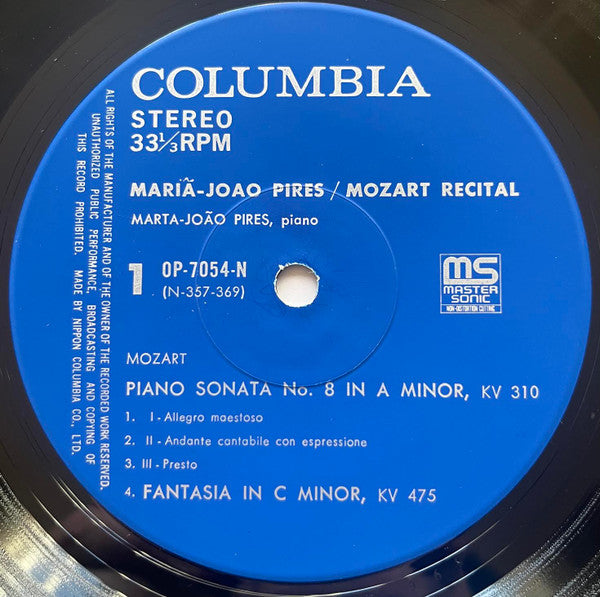 COLUMBIA
STEREO
33⅓RPM
MARIÃ-JOAO PIRES / MOZART RECITAL
MARTA-JOÃO PIRES, piano
1
OP-7054-N
(N-357-369)
MS
MASTER
SONIC
NON-DISTORTION CUTTING
MOZART
PIANO SONATA No. 8 IN A MINOR, KV 310
1. I - Allegro maestoso
2. II - Andante cantabile con espressione
3. III - Presto
4. FANTASIA IN C MINOR, KV 475
ALL RIGHTS OF THE MANUFACTURER AND OF THE OWNER OF THE RECORDED WORK RESERVED.
UNAUTHORIZED PUBLIC PERFORMANCE, BROADCASTING AND COPYING OF
THIS RECORD PROHIBITED. MADE BY NIPPON COLUMBIA CO., LTD.